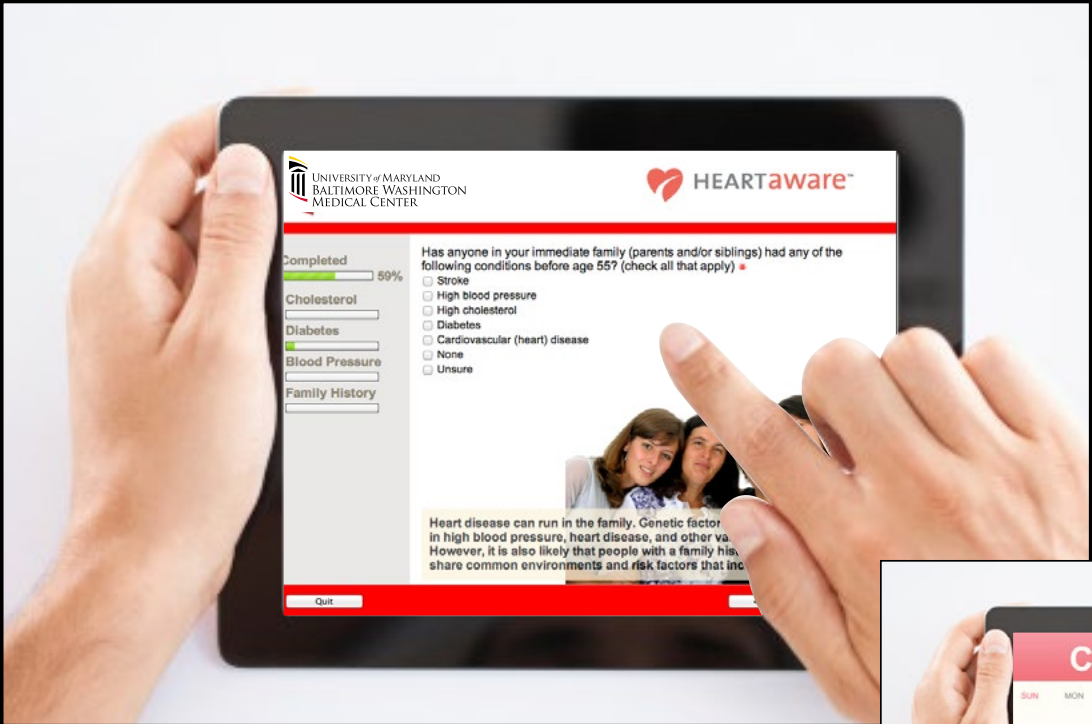 UNIVERSITY of MARYLAND
BALTIMORE WASHINGTON
MEDICAL CENTER
HEARTaware™
Completed
59%
Cholesterol
Diabetes
Blood Pressure
Family History
Has anyone in your immediate family (parents and/or siblings) had any of the
following conditions before age 55? (check all that apply) *
Stroke
High blood pressure
High cholesterol
Diabetes
Cardiovascular (heart) disease
None
Unsure
Heart disease can run in the family. Genetic factor
in high blood pressure, heart disease, and other va
However, it is also likely that people with a family his
share common environments and risk factors that inc
Quit
C
SUN MON